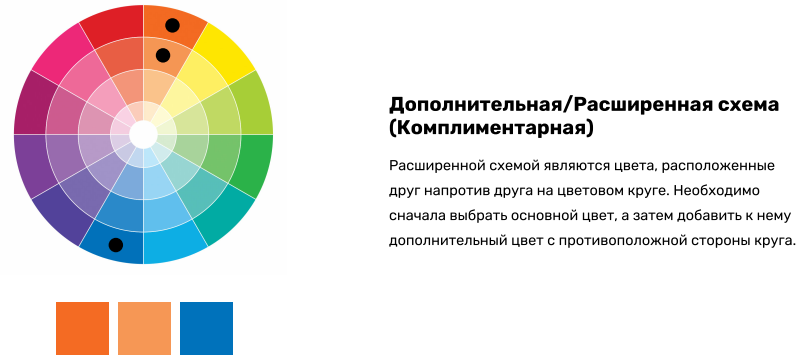 Дополнительная/Расширенная схема
(Комплиментарная)
Расширенной схемой являются цвета, расположенные
друг напротив друга на цветовом круге. Необходимо
сначала выбрать основной цвет, а затем добавить к нему
дополнительный цвет с противоположной стороны круга.